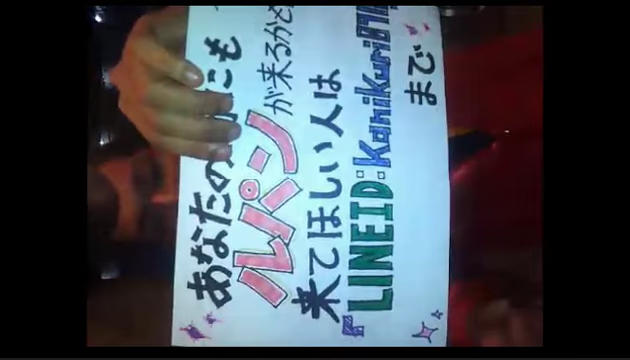 あなたの
にも
ルパン
が来るかも
来てほしい人は
『LINEID:Kanikuri
まで